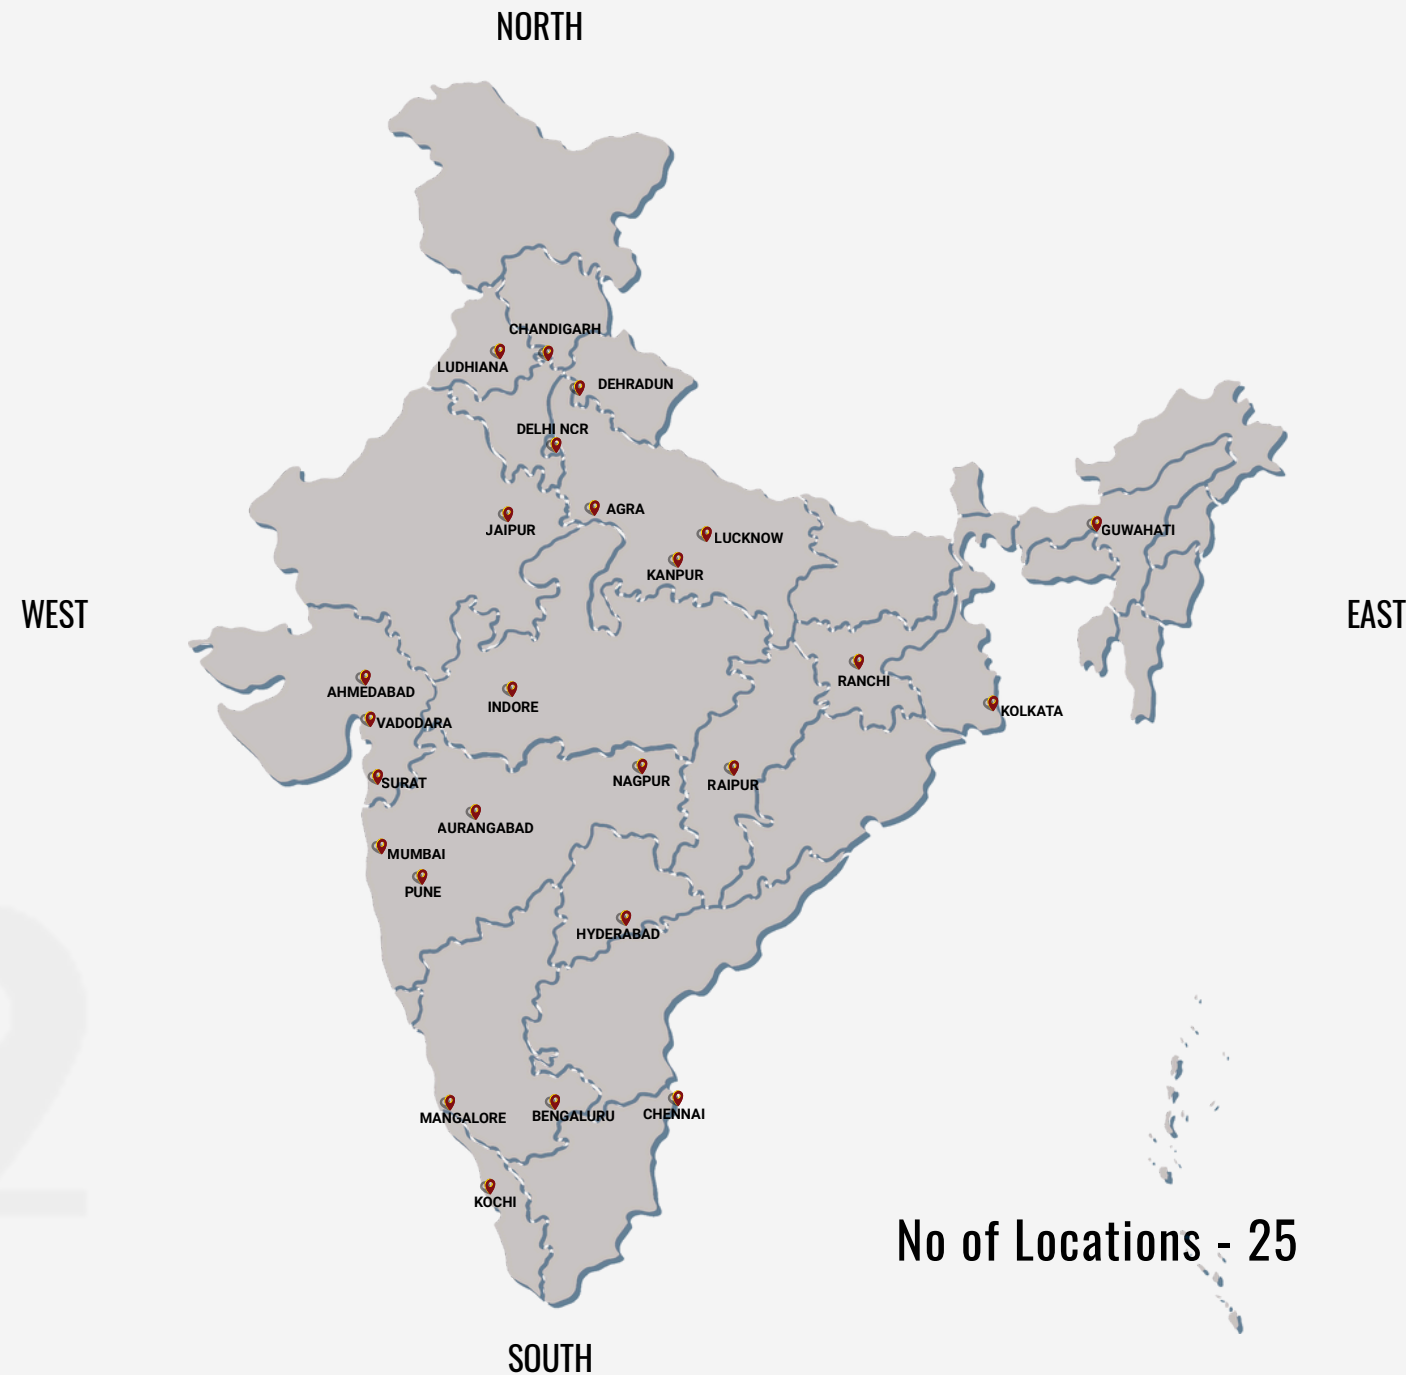 NORTH
CHANDIGARH
LUDHIANA
DEHRADUN
DELHI NCR
AGRA
JAIPUR
LUCKNOW
GUWAHATI
KANPUR
WEST
EAST
RANCHI
AHMEDABAD
INDORE
KOLKATA
VADODARA
NAGPUR
RAIPUR
SURAT
AURANGABAD
MUMBAI
PUNE
HYDERABAD
MANGALORE
BENGALURU
CHENNAI
KOCHI
No of Locations - 25
SOUTH
2